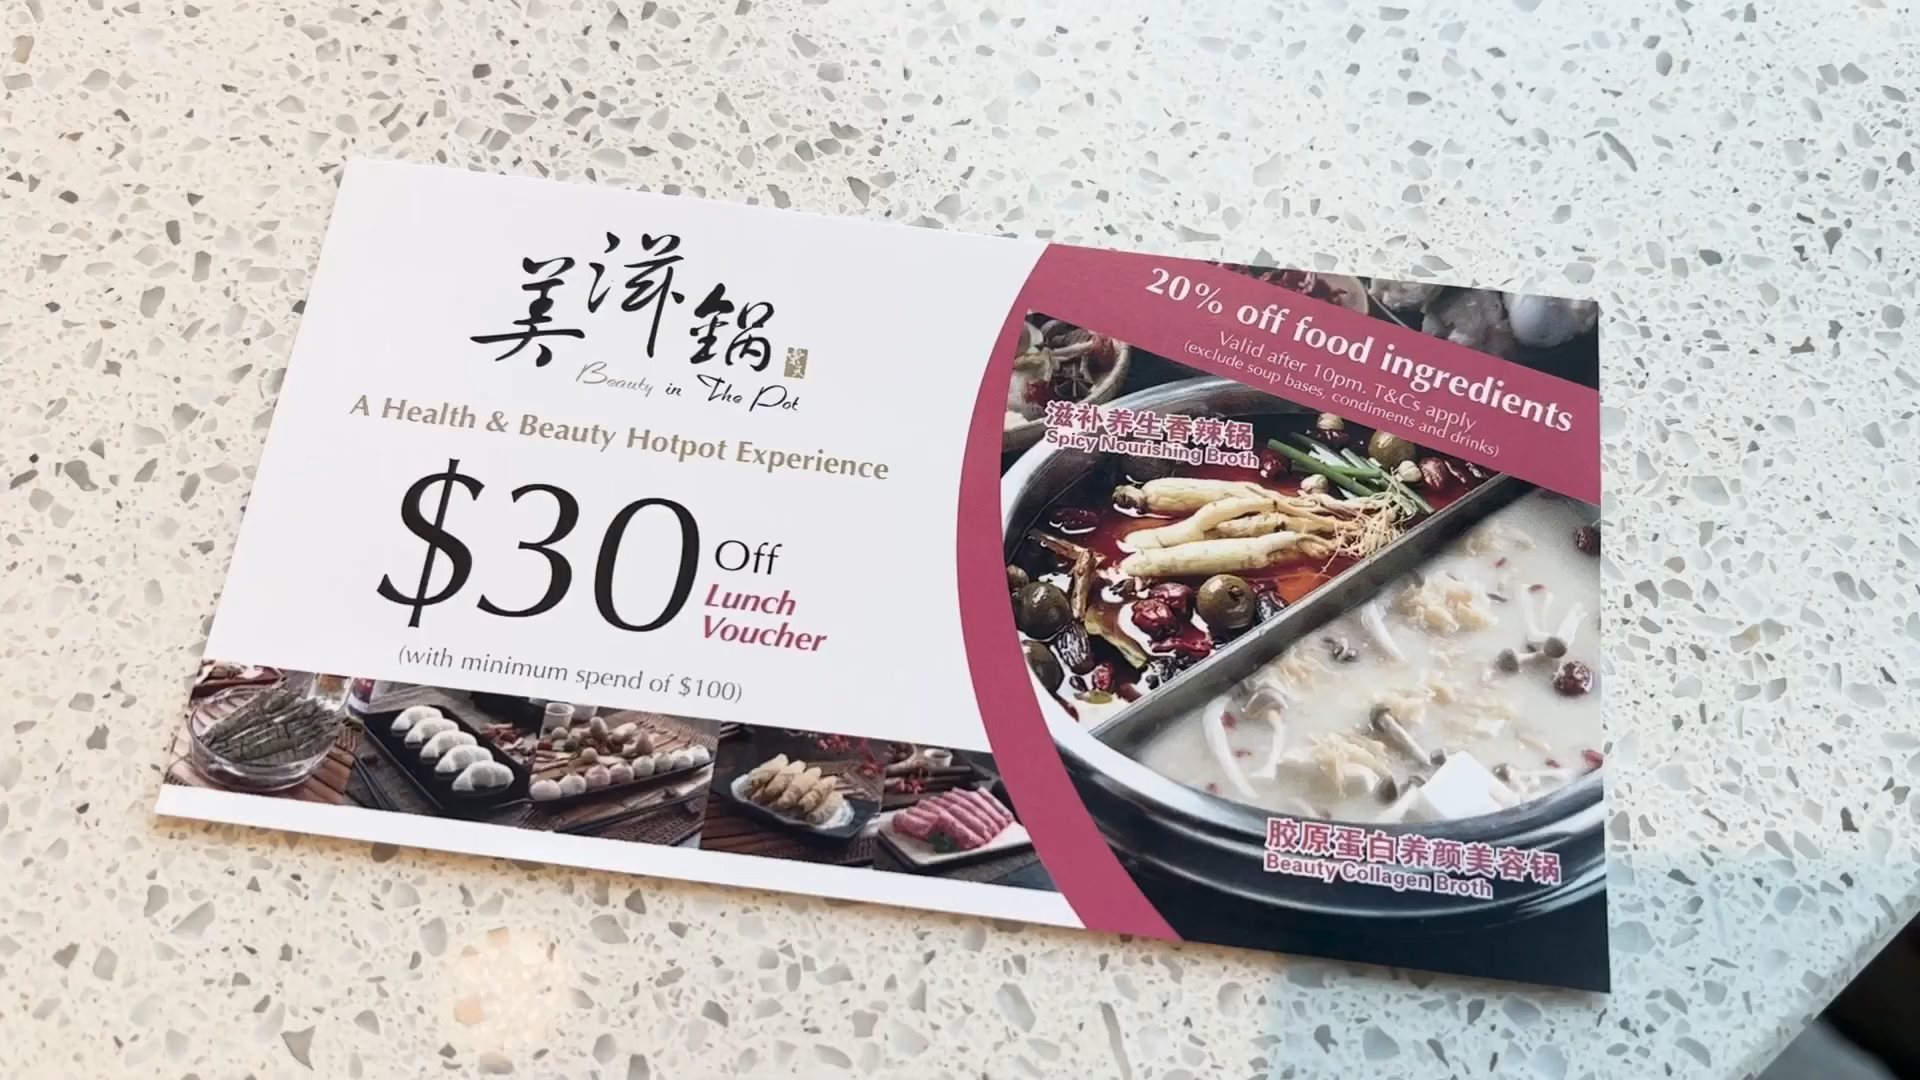 美滋锅
Beauty in The Pot
A Health & Beauty Hotpot Experience
$30 Off
Lunch
Voucher
(with minimum spend of $100)
20% off food ingredients
Valid after 10pm. T&Cs apply
(exclude soup bases, condiments and drinks)
滋补养生香辣锅
Spicy Nourishing Broth
胶原蛋白养颜美容锅
Beauty Collagen Broth